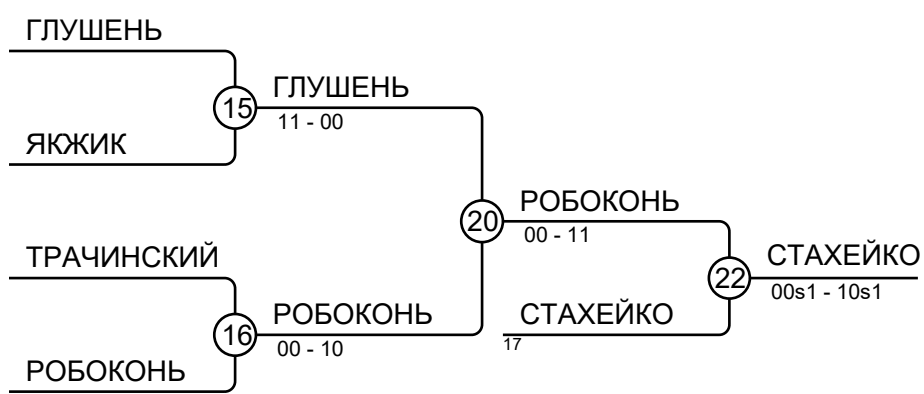 ГЛУШЕНЬ
15
ГЛУШЕНЬ
11 - 00
ЯКЖИК
20
РОБОКОНЬ
00 - 11
ТРАЧИНСКИЙ
22
СТАХЕЙКО
00s1 - 10s1
16
РОБОКОНЬ
00 - 10
СТАХЕЙКО
17
РОБОКОНЬ